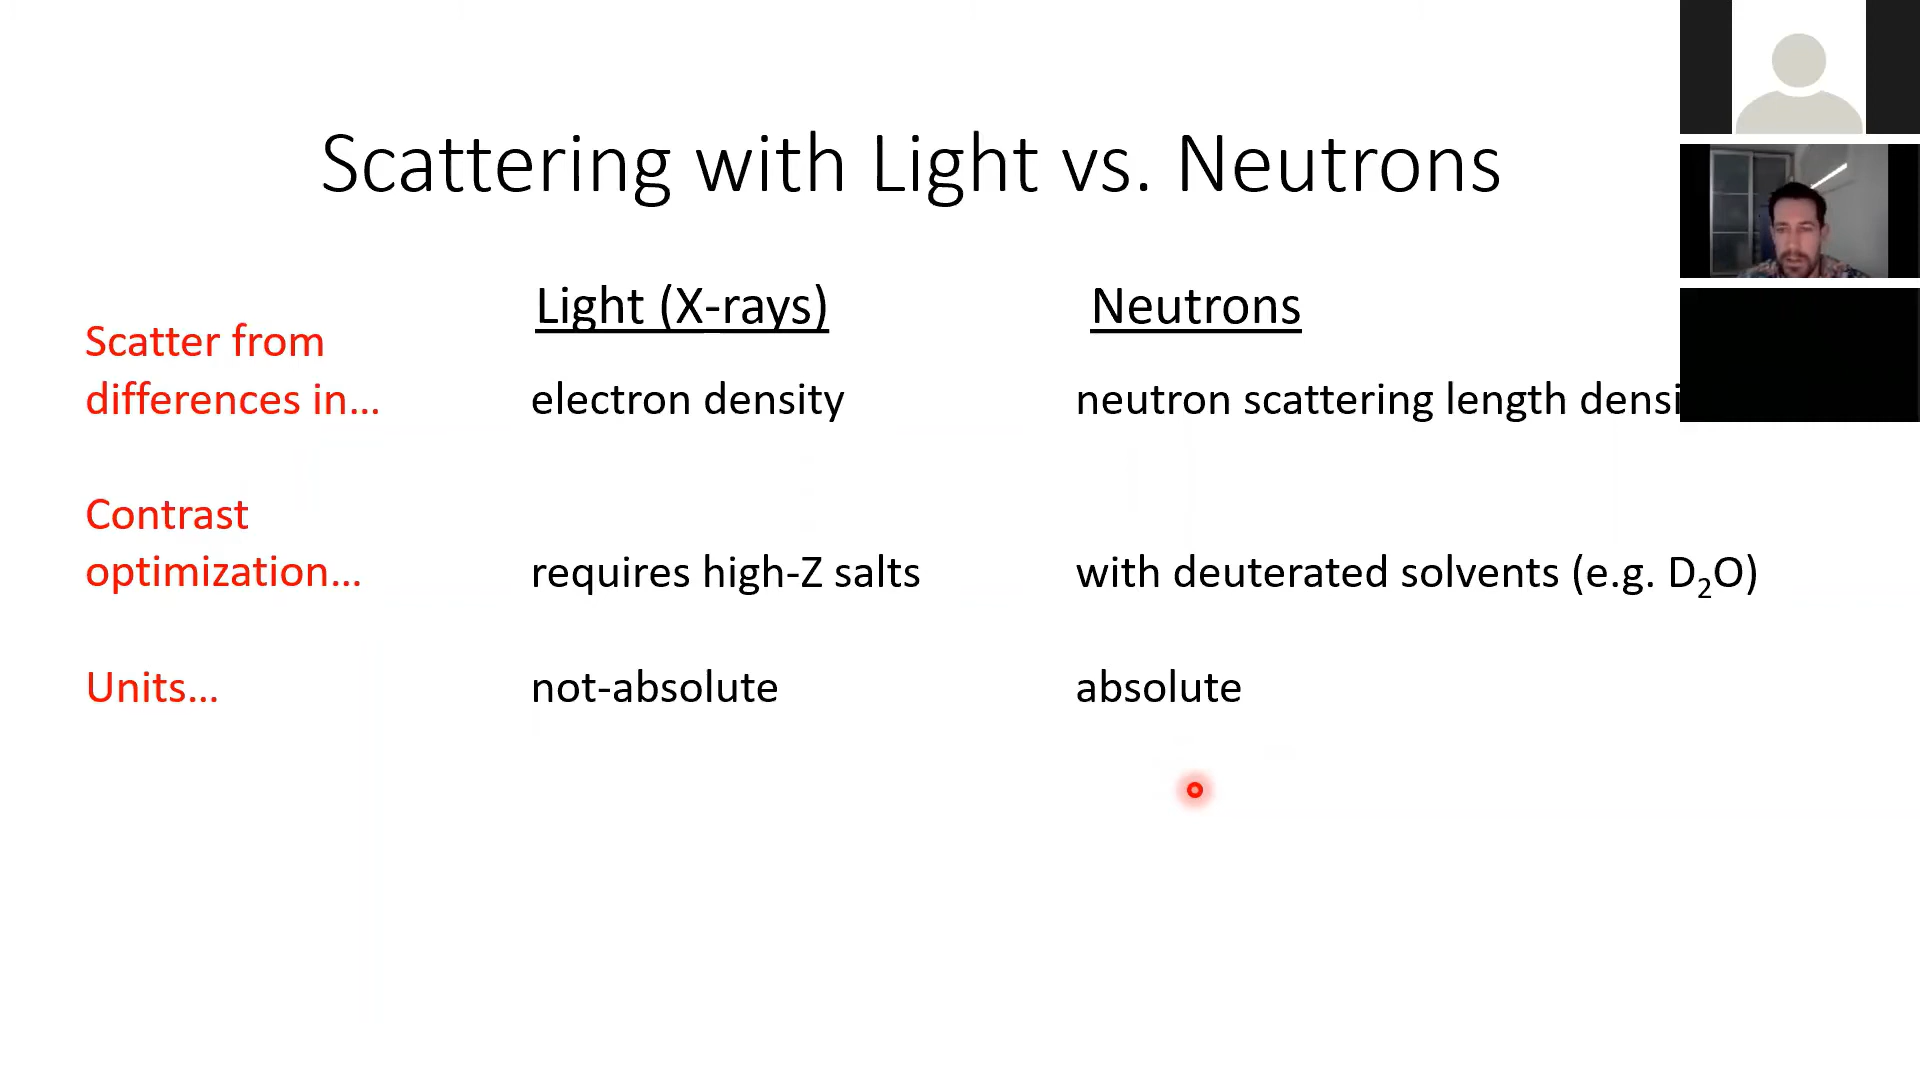 Scattering with Light vs. Neutrons
Light (X-rays) Neutrons
Scatter from
differences in... electron density neutron scattering length
Contrast
optimization... requires high-Z salts with deuterated solvents (e.g. D₂O)
Units... not-absolute absolute